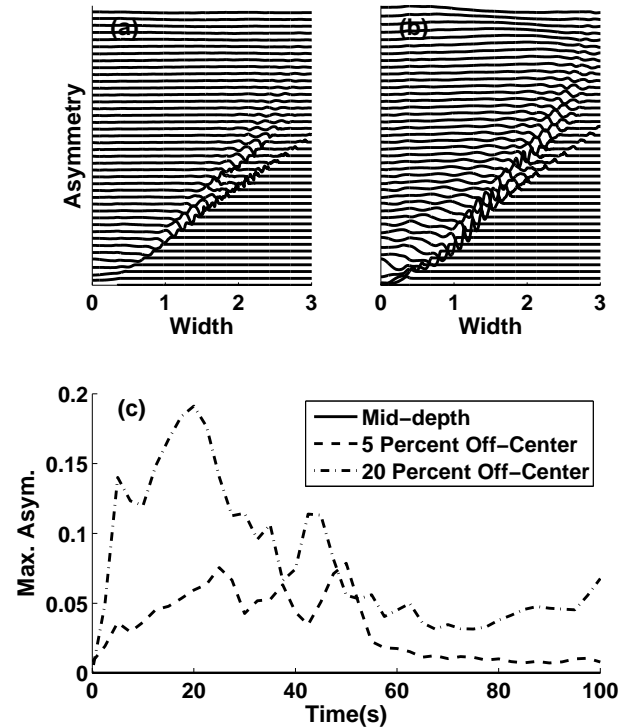 (a)
(b)
Asymmetry
0 1 2 3
Width
0 1 2 3
Width
(c)
Mid-depth
5 Percent Off-Center
20 Percent Off-Center
Max. Asym.
0.2
0.15
0.1
0.05
0
0 20 40 60 80 100
Time(s)